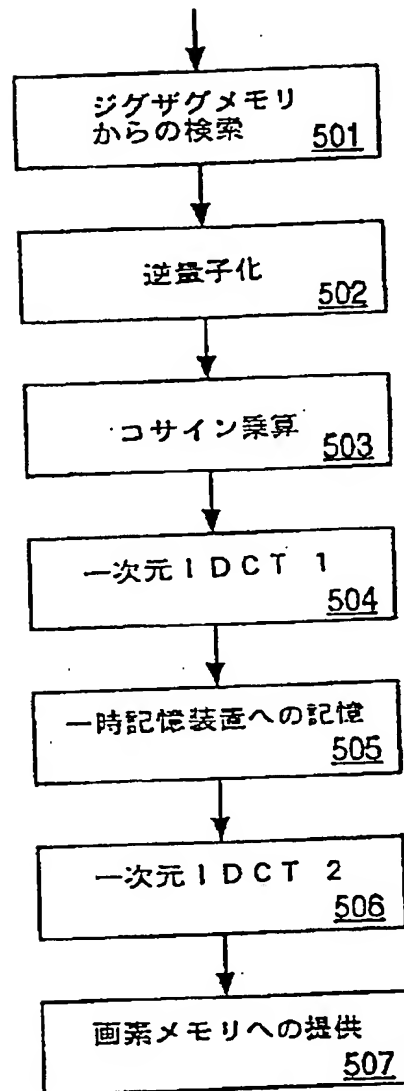 ジグザグメモリ
からの検索
501
逆量子化
502
コサイン乗算
503
一次元IDCT 1
504
一時記憶装置への記憶
505
一次元IDCT 2
506
画素メモリへの提供
507